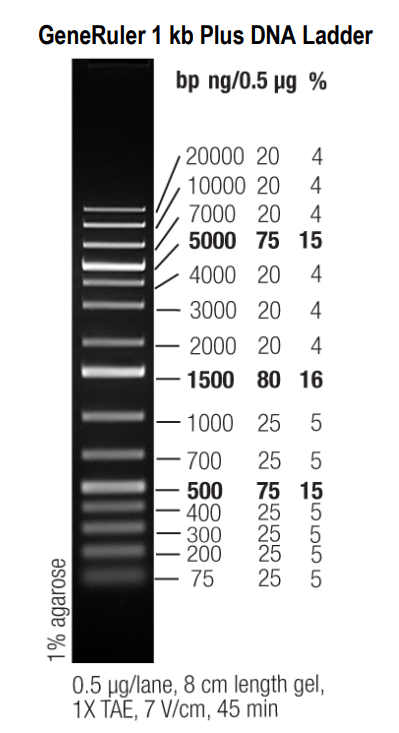 GeneRuler 1 kb Plus DNA Ladder
bp ng/0.5 µg %
20000 20 4
10000 20 4
7000 20 4
5000 75 15
4000 20 4
3000 20 4
2000 20 4
1500 80 16
1000 25 5
700 25 5
500 75 15
400 25 5
300 25 5
200 25 5
75 25 5
1% agarose
0.5 µg/lane, 8 cm length gel,
1X TAE, 7 V/cm, 45 min